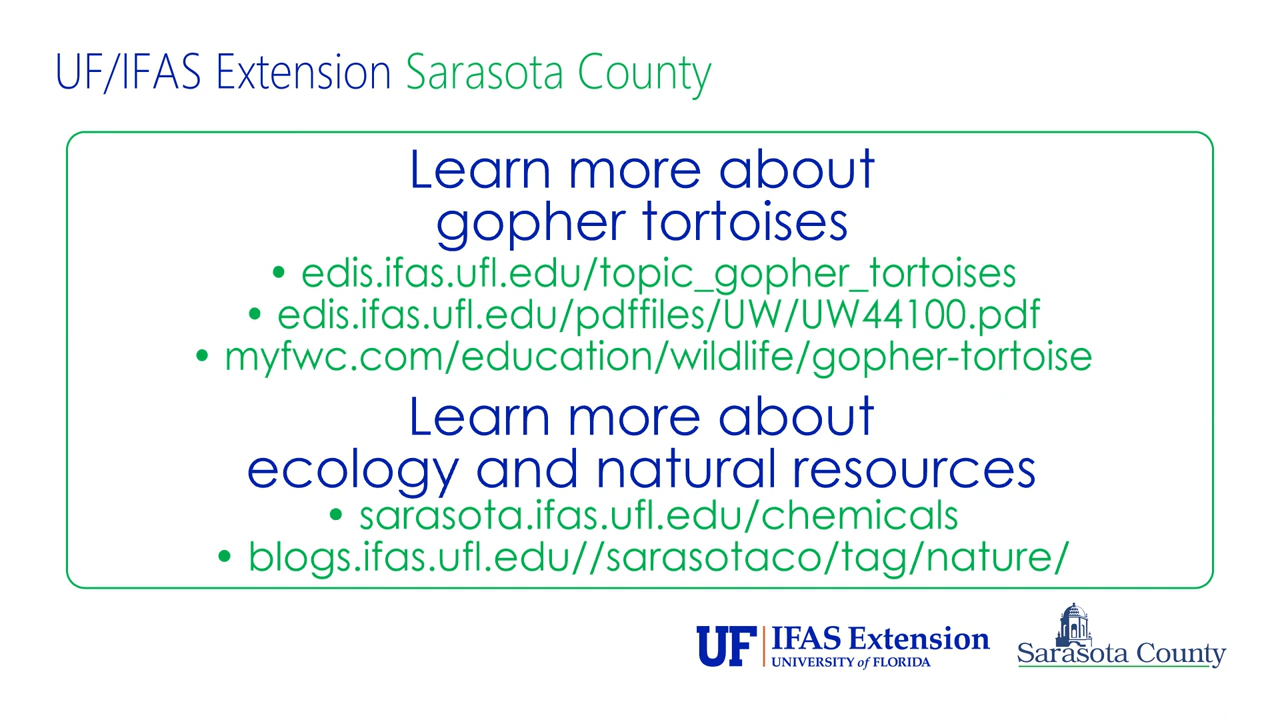 UF/IFAS Extension Sarasota County
Learn more about
gopher tortoises
• edis.ifas.ufl.edu/topic_gopher_tortoises
• edis.ifas.ufl.edu/pdffiles/UW/UW44100.pdf
• myfwc.com/education/wildlife/gopher-tortoise
Learn more about
ecology and natural resources
• sarasota.ifas.ufl.edu/chemicals
• blogs.ifas.ufl.edu//sarasotaco/tag/nature/
UF IFAS Extension
UNIVERSITY of FLORIDA
Sarasota County